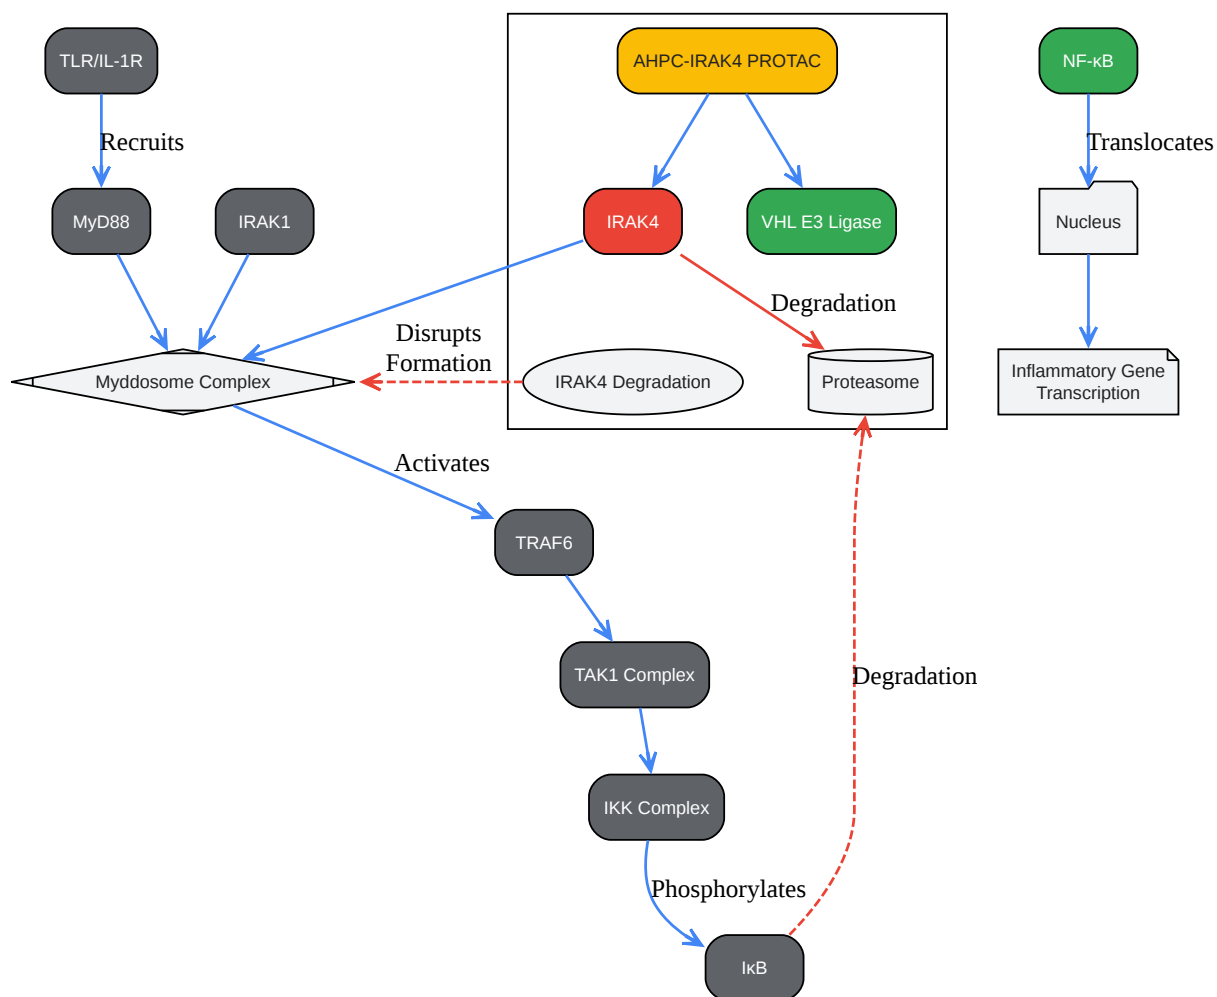 TLR/IL-1R
AHPC-IRAK4 PROTAC
NF-κB
Recruits
Translocates
MyD88
IRAK1
IRAK4
VHL E3 Ligase
Nucleus
Degradation
Disrupts
Formation
Myddosome Complex
IRAK4 Degradation
Proteasome
Inflammatory Gene
Transcription
Activates
TRAF6
TAK1 Complex
Degradation
IKK Complex
Phosphorylates
IκB